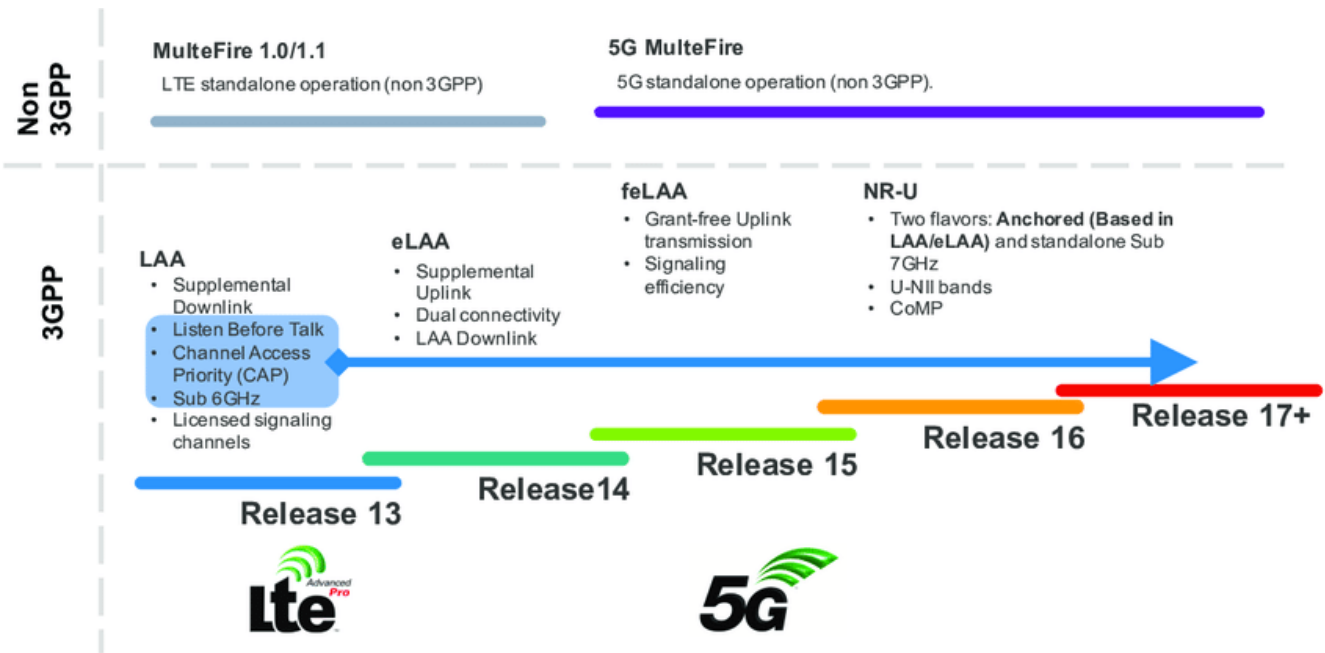 Non
3GPP
MulteFire 1.0/1.1
LTE standalone operation (non 3GPP)
5G MulteFire
5G standalone operation (non 3GPP).
3GPP
LAA
• Supplemental
Downlink
• Listen Before Talk
• Channel Access
Priority (CAP)
• Sub 6GHz
• Licensed signaling
channels
eLAA
• Supplemental
Uplink
• Dual connectivity
• LAA Downlink
feLAA
• Grant-free Uplink
transmission
• Signaling
efficiency
NR-U
• Two flavors: Anchored (Based in
LAA/eLAA) and standalone Sub
7GHz
• U-NII bands
• CoMP
Release 13
Release14
Release 15
Release 16
Release 17+
Lte
Advanced
Pro
5G